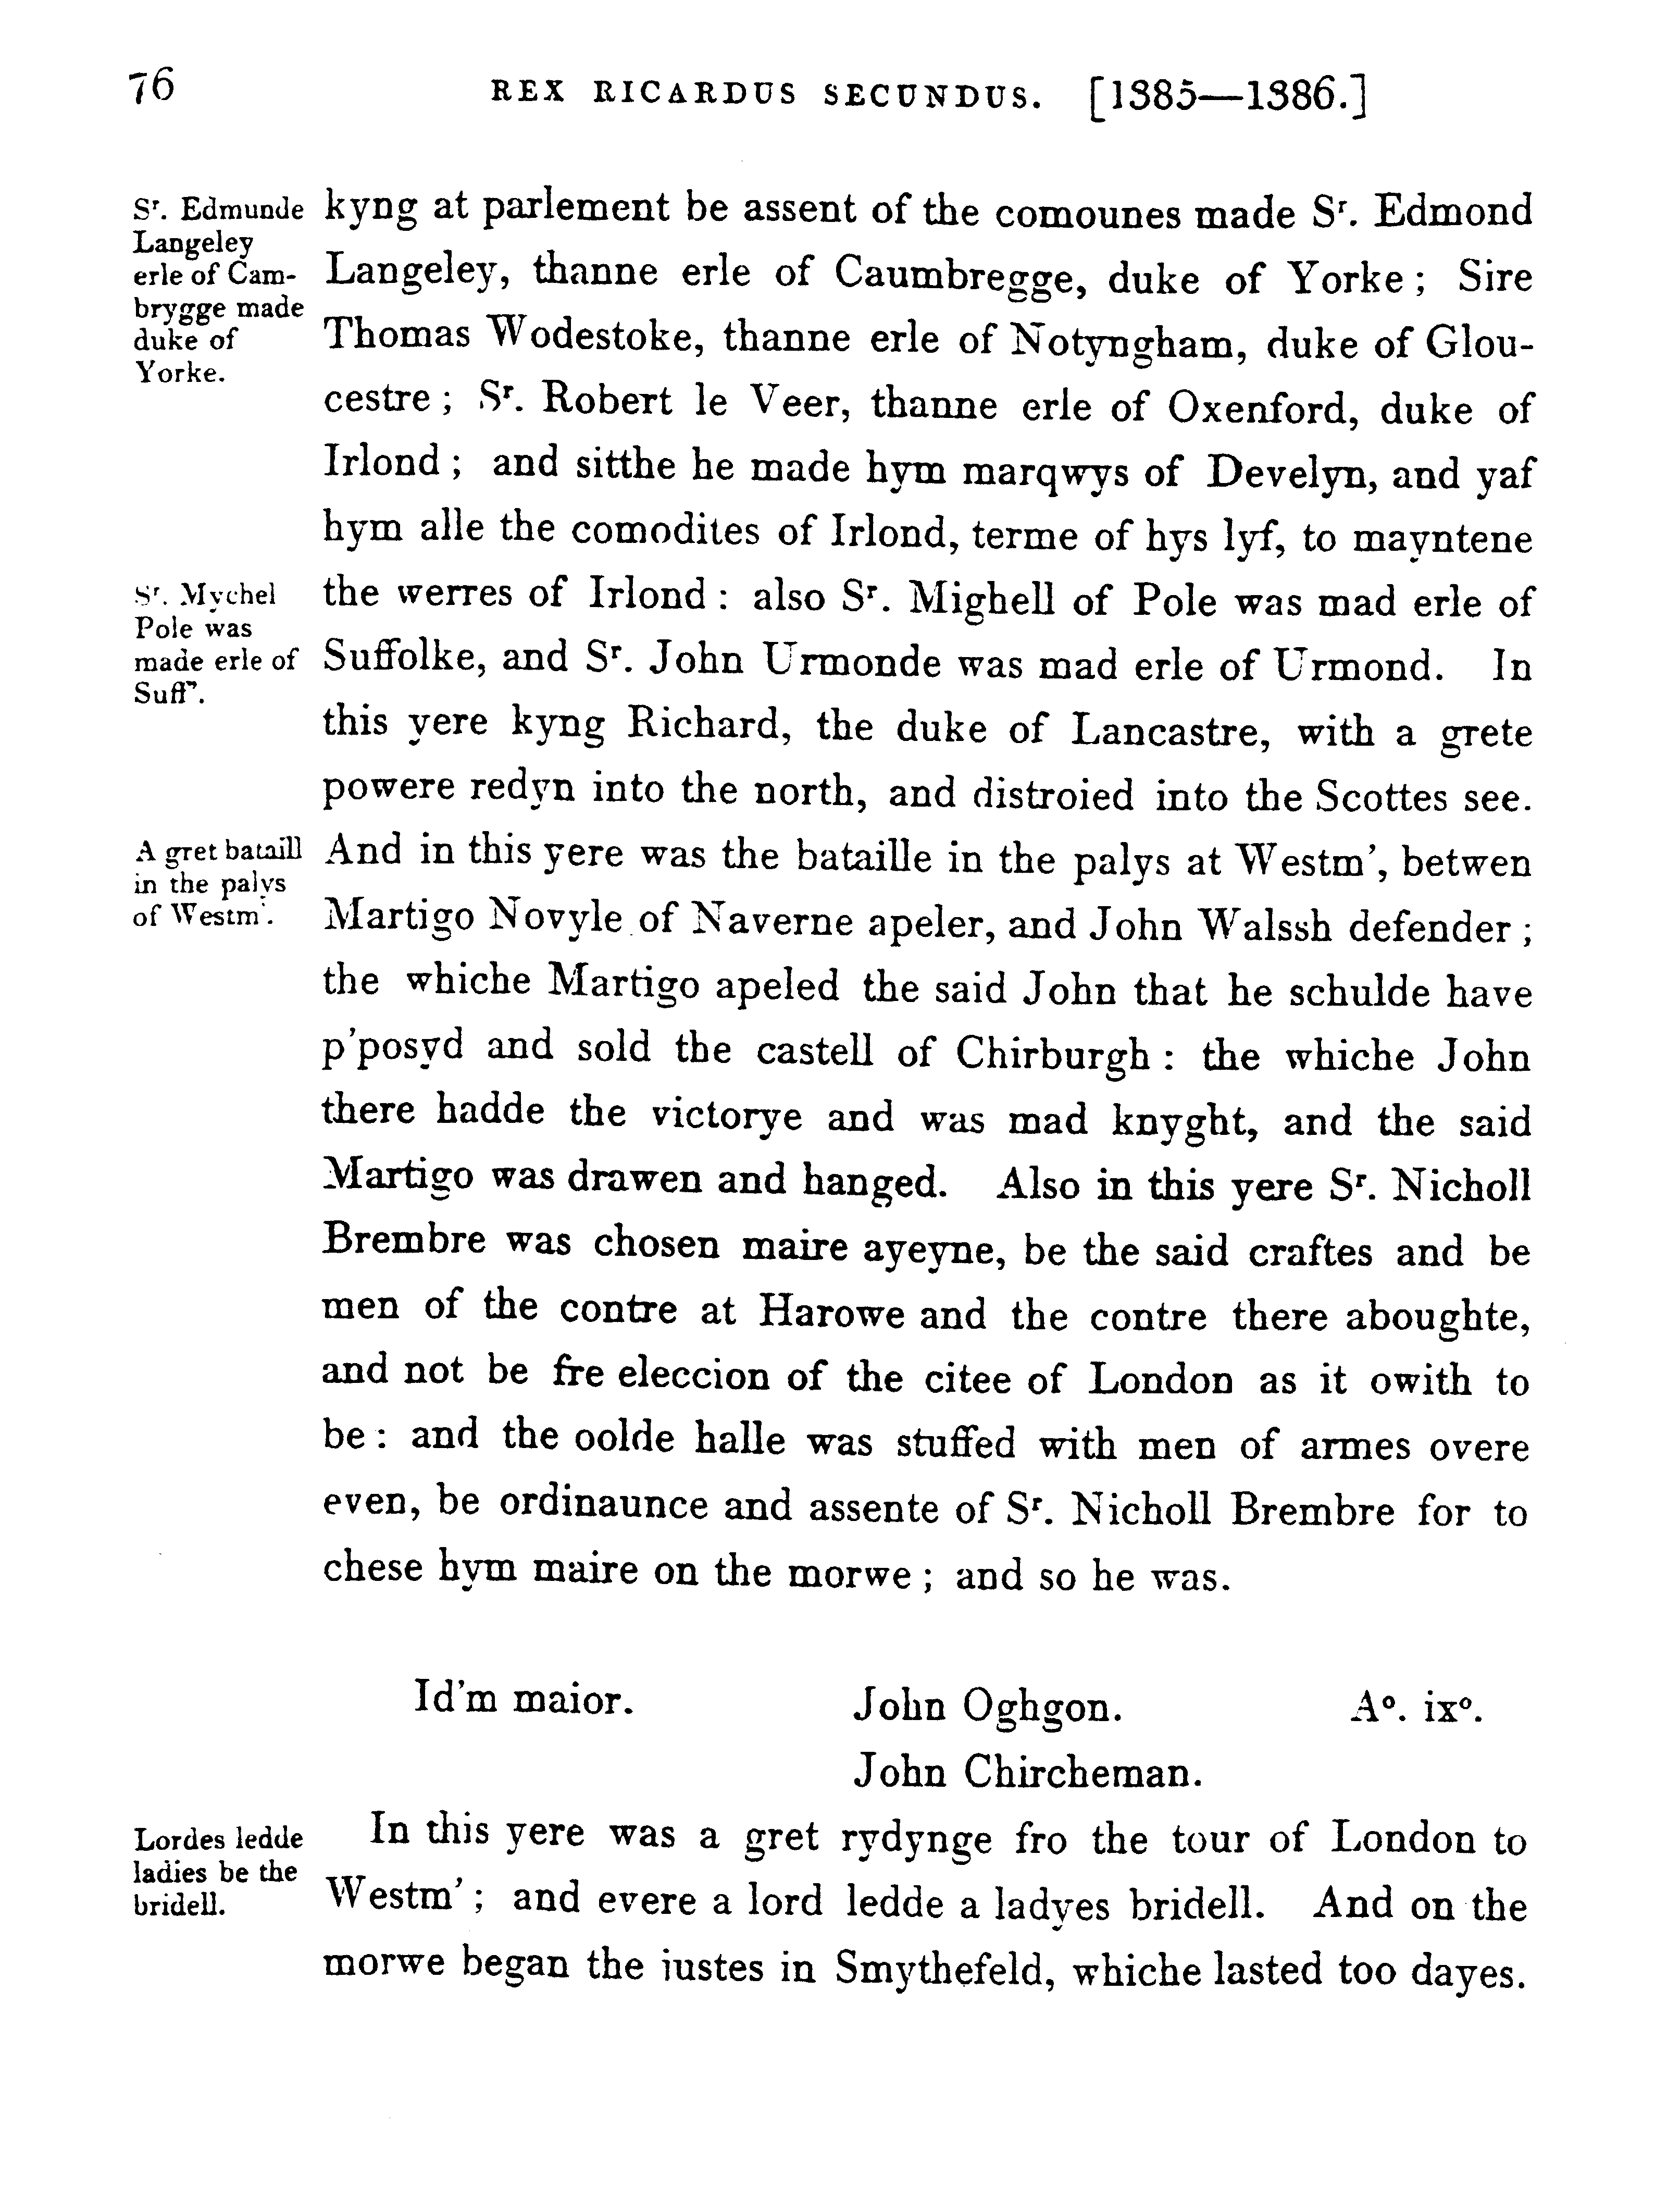 76 REX RICARDUS SECUNDUS. [1385—1386.]
Sʳ. Edmunde
Langeley
erle of Cam-
brygge made
duke of
Yorke.
kyng at parlement be assent of the comounes made Sʳ. Edmond
Langeley, thanne erle of Caumbregge, duke of Yorke; Sire
Thomas Wodestoke, thanne erle of Notyngham, duke of Glou-
cestre; Sʳ. Robert le Veer, thanne erle of Oxenford, duke of
Irlond; and sitthe he made hym marqwys of Develyn, and yaf
hym alle the comodites of Irlond, terme of hys lyf, to mayntene
Sʳ. Mychel
Pole was
made erle of
Suff’.
the werres of Irlond: also Sʳ. Mighell of Pole was mad erle of
Suffolke, and Sʳ. John Urmonde was mad erle of Urmond. In
this yere kyng Richard, the duke of Lancastre, with a grete
powere redyn into the north, and distroied into the Scottes see.
A gret bataill
in the palys
of Westm'.
And in this yere was the bataille in the palys at Westm', betwen
Martigo Novyle of Naverne apeler, and John Walssh defender;
the whiche Martigo apeled the said John that he schulde have
p'posyd and sold the castell of Chirburgh: the whiche John
there hadde the victorye and was mad knyght, and the said
Martigo was drawen and hanged. Also in this yere Sʳ. Nicholl
Brembre was chosen maire ayeyne, be the said craftes and be
men of the contre at Harowe and the contre there aboughte,
and not be fre eleccion of the citee of London as it owith to
be: and the oolde halle was stuffed with men of armes overe
even, be ordinaunce and assente of Sʳ. Nicholl Brembre for to
chese hym maire on the morwe; and so he was.
Id'm maior. John Oghgon. Aº. ixº.
John Chircheman.
Lordes ledde
ladies be the
bridell.
In this yere was a gret rydynge fro the tour of London to
Westm'; and evere a lord ledde a ladyes bridell. And on the
morwe began the iustes in Smythefeld, whiche lasted too dayes.